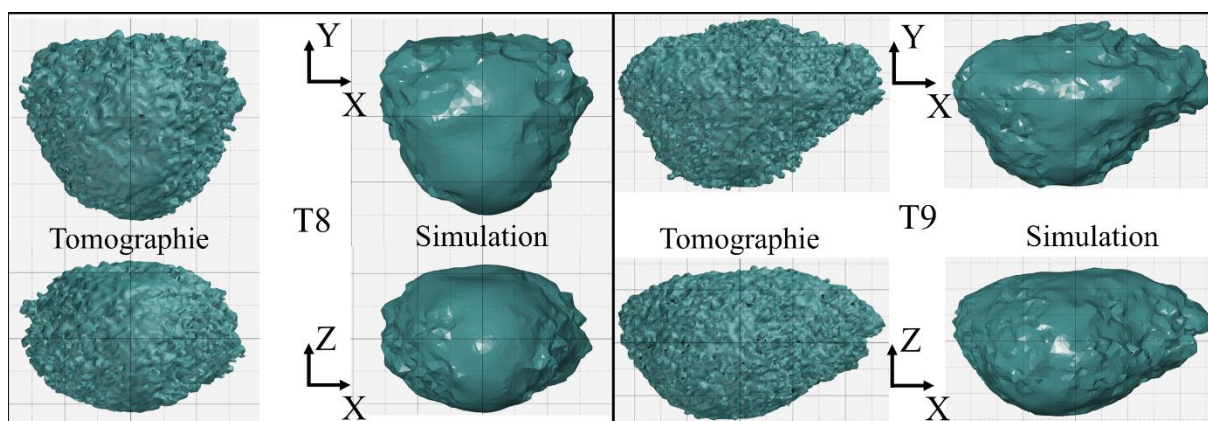 Y
X
Y
X
T8
T9
Tomographie
Simulation
Tomographie
Simulation
Z
X
Z
X